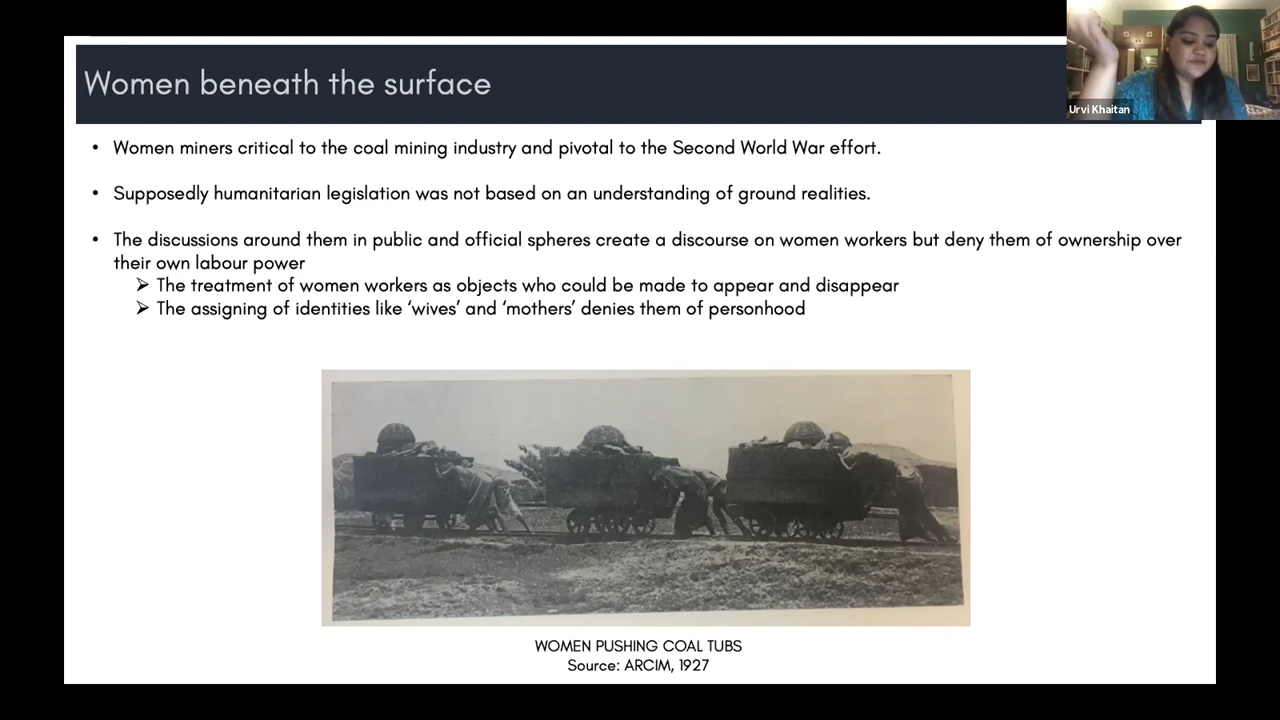 Women beneath the surface
Urvi Khaitan
• Women miners critical to the coal mining industry and pivotal to the Second World War effort.
• Supposedly humanitarian legislation was not based on an understanding of ground realities.
• The discussions around them in public and official spheres create a discourse on women workers but deny them of ownership over
their own labour power
➢ The treatment of women workers as objects who could be made to appear and disappear
➢ The assigning of identities like ‘wives’ and ‘mothers’ denies them of personhood
WOMEN PUSHING COAL TUBS
Source: ARCIM, 1927